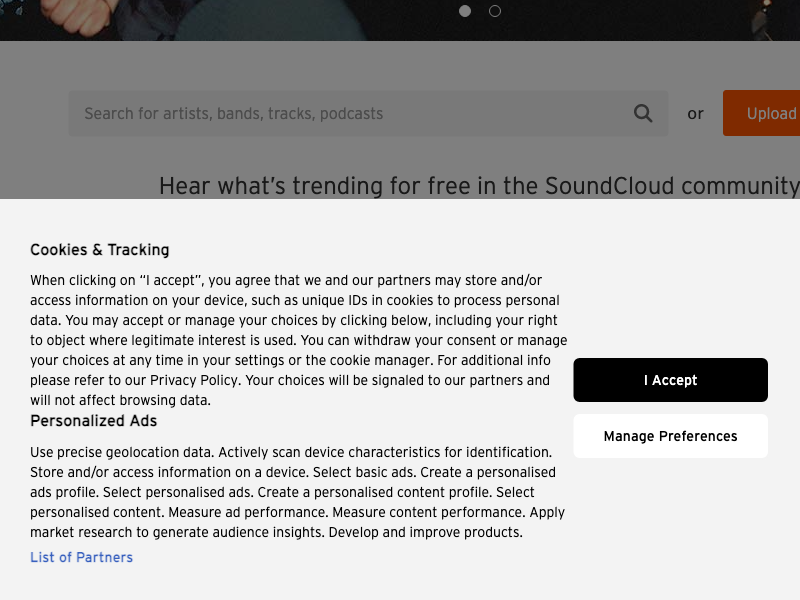 Search for artists, bands, tracks, podcasts
or
Upload
Hear what's trending for free in the SoundCloud community
Cookies & Tracking
When clicking on “I accept”, you agree that we and our partners may store and/or
access information on your device, such as unique IDs in cookies to process personal
data. You may accept or manage your choices by clicking below, including your right
to object where legitimate interest is used. You can withdraw your consent or manage
your choices at any time in your settings or the cookie manager. For additional info
please refer to our Privacy Policy. Your choices will be signaled to our partners and
will not affect browsing data.
Personalized Ads
Use precise geolocation data. Actively scan device characteristics for identification.
Store and/or access information on a device. Select basic ads. Create a personalised
ads profile. Select personalised ads. Create a personalised content profile. Select
personalised content. Measure ad performance. Measure content performance. Apply
market research to generate audience insights. Develop and improve products.
List of Partners
I Accept
Manage Preferences